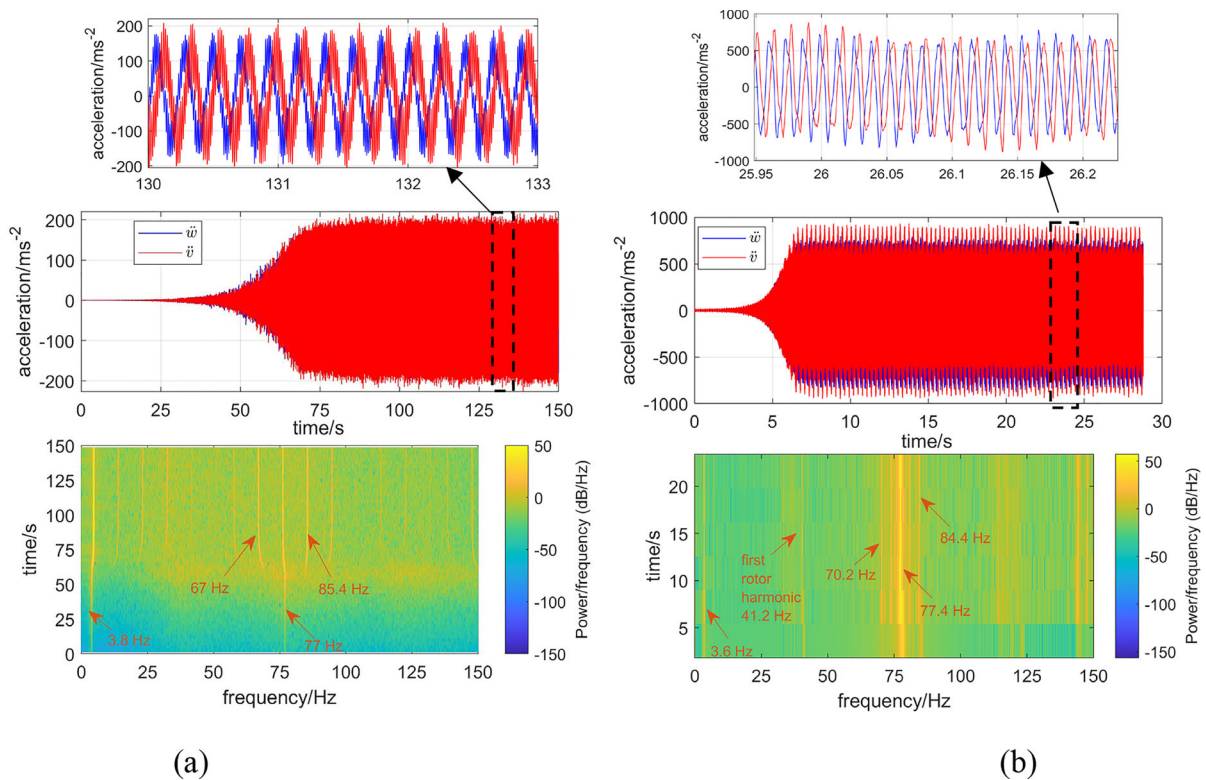 200
100
0
-100
-200
acceleration/ms-2
130
131
132
133
200
100
0
-100
-200
acceleration/ms-2
ẅ
v̈
0
25
50
75
100
125
150
time/s
150
125
100
75
50
25
0
time/s
67 Hz
85.4 Hz
3.8 Hz
77 Hz
0
25
50
75
100
125
150
frequency/Hz
50
0
-50
-100
-150
Power/frequency (dB/Hz)
(a)
1000
500
0
-500
-1000
acceleration/ms-2
25.95
26
26.05
26.1
26.15
26.2
1000
500
0
-500
-1000
acceleration/ms-2
ẅ
v̈
0
5
10
15
20
25
30
time/s
20
15
10
5
time/s
first
rotor
harmonic
41.2 Hz
70.2 Hz
84.4 Hz
77.4 Hz
3.6 Hz
0
25
50
75
100
125
150
frequency/Hz
50
0
-50
-100
-150
Power/frequency (dB/Hz)
(b)